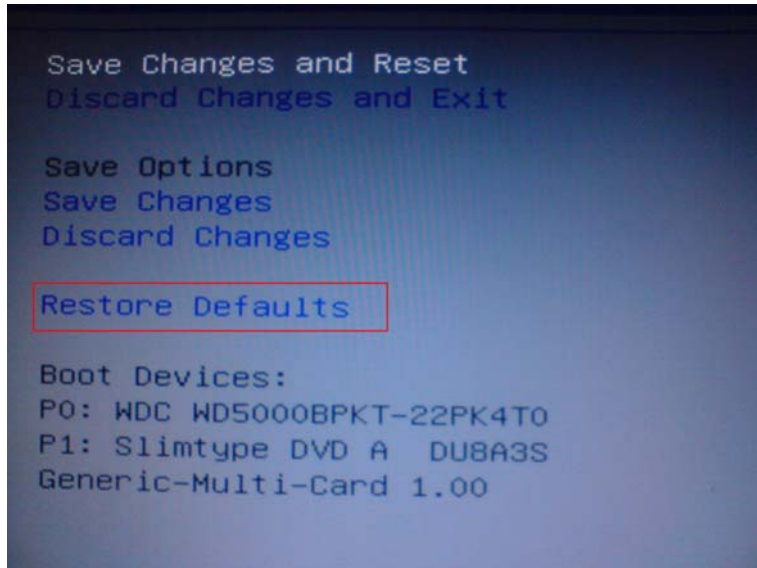 Save Changes and Reset
Discard Changes and Exit
Save Options
Save Changes
Discard Changes
Restore Defaults
Boot Devices:
P0: WDC WD5000BPKT-22PK4T0
P1: Slimtype DVD A  DU8A3S
Generic-Multi-Card 1.00